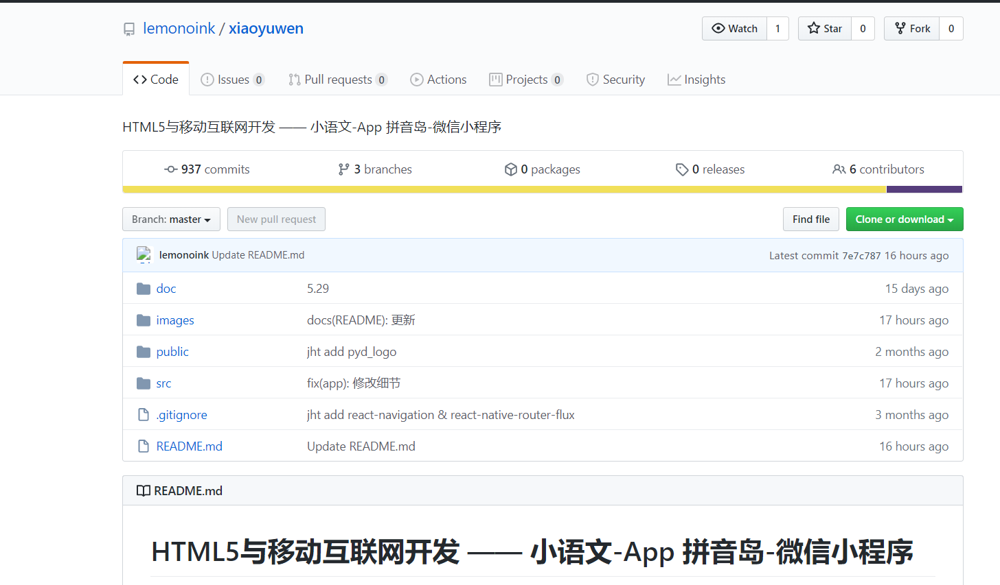 lemonoink / xiaoyuwen
Watch 1 Star 0 Fork 0
Code Issues 0 Pull requests 0 Actions Projects 0 Security Insights
HTML5与移动互联网开发 —— 小语文-App 拼音岛-微信小程序
937 commits 3 branches 0 packages 0 releases 6 contributors
Branch: master New pull request Find file Clone or download
lemonoink Update README.md Latest commit 7e7c787 16 hours ago
doc 5.29 15 days ago
images docs(README): 更新 17 hours ago
public jht add pyd_logo 2 months ago
src fix(app): 修改细节 17 hours ago
.gitignore jht add react-navigation & react-native-router-flux 3 months ago
README.md Update README.md 16 hours ago
README.md
HTML5与移动互联网开发 —— 小语文-App 拼音岛-微信小程序